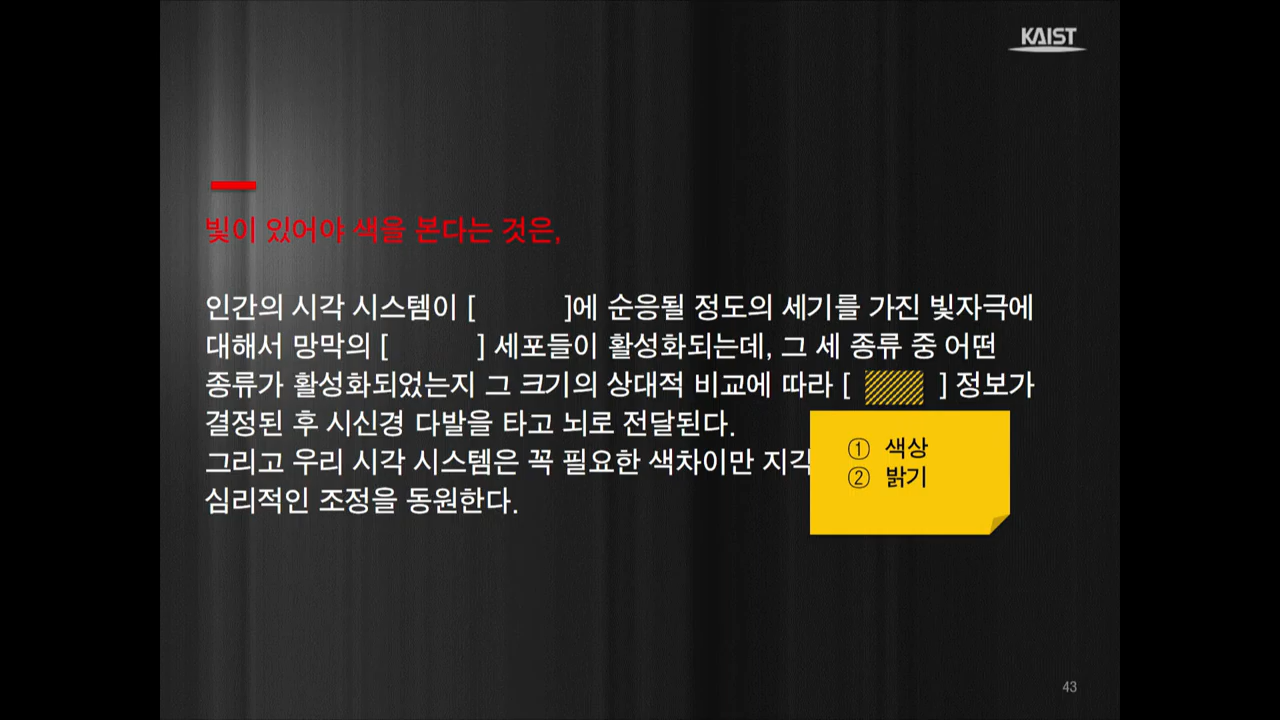 KAIST
빛이 있어야 색을 본다는 것은,
인간의 시각 시스템이 [ ]에 순응될 정도의 세기를 가진 빛자극에
대해서 망막의 [ ] 세포들이 활성화되는데, 그 세 종류 중 어떤
종류가 활성화되었는지 그 크기의 상대적 비교에 따라 [ ] 정보가
결정된 후 시신경 다발을 타고 뇌로 전달된다.
그리고 우리 시각 시스템은 꼭 필요한 색차이만 지각
심리적인 조정을 동원한다.
① 색상
② 밝기
43